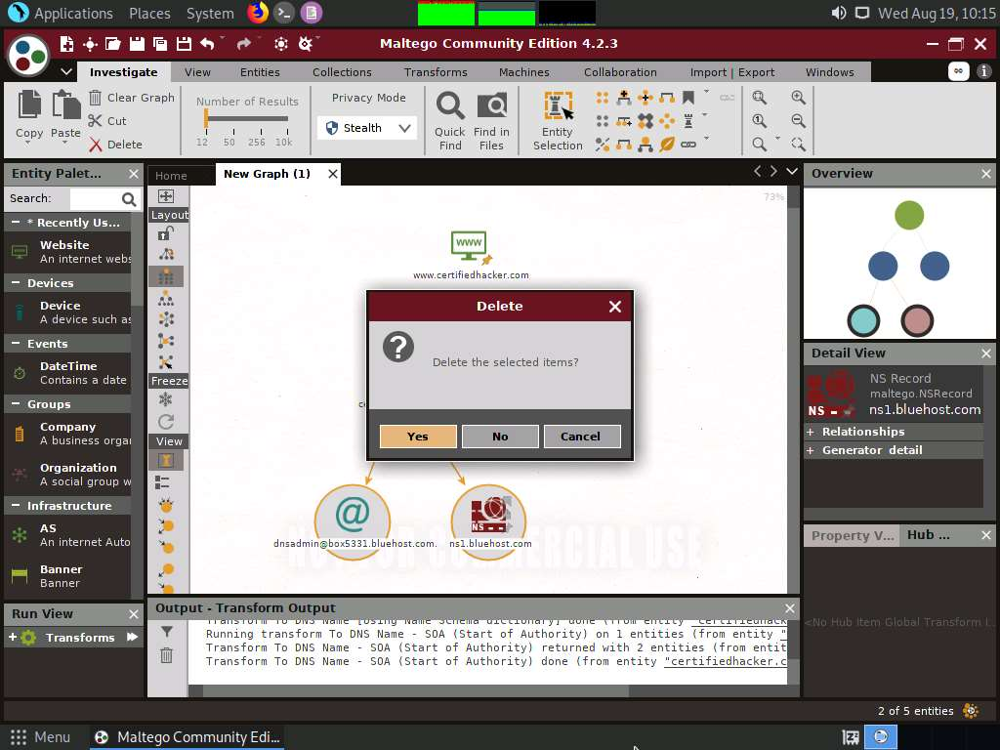 Applications Places System Wed Aug 19, 10:15
Maltego Community Edition 4.2.3
Investigate View Entities Collections Transforms Machines Collaboration Import | Export Windows
Copy Paste Clear Graph Cut Delete
Number of Results
12 50 256 10k
Privacy Mode
Stealth
Quick Find
Find in Files
Entity Selection
Entity Palet...
Search:
* Recently Us...
Website
An internet webs
Devices
Device
A device such as
Events
DateTime
Contains a date
Groups
Company
A business organ
Organization
A social group w
Infrastructure
AS
An internet Auto
Banner
Banner
Run View
Transforms
Home New Graph (1)
Layout
Freeze
View
73%
WWW
www.certifiedhacker.com
Delete
Delete the selected items?
Yes No Cancel
@
NS
dnsadmin@box5331.bluehost.com.
ns1.bluehost.com
NOT FOR COMMERCIAL USE
Output - Transform Output
Transform To DNS Name [Using Name Schema dictionary] done (from entity "certifiedhack
Running transform To DNS Name - SOA (Start of Authority) on 1 entities (from entity "
Transform To DNS Name - SOA (Start of Authority) returned with 2 entities (from entit
Transform To DNS Name - SOA (Start of Authority) done (from entity "certifiedhacker.c
Overview
Detail View
NS
NS Record
maltego.NSRecord
ns1.bluehost.com
+ Relationships
+ Generator detail
Property V... Hub ...
<No Hub Item Global Transform I...
2 of 5 entities
Menu Maltego Community Edi...